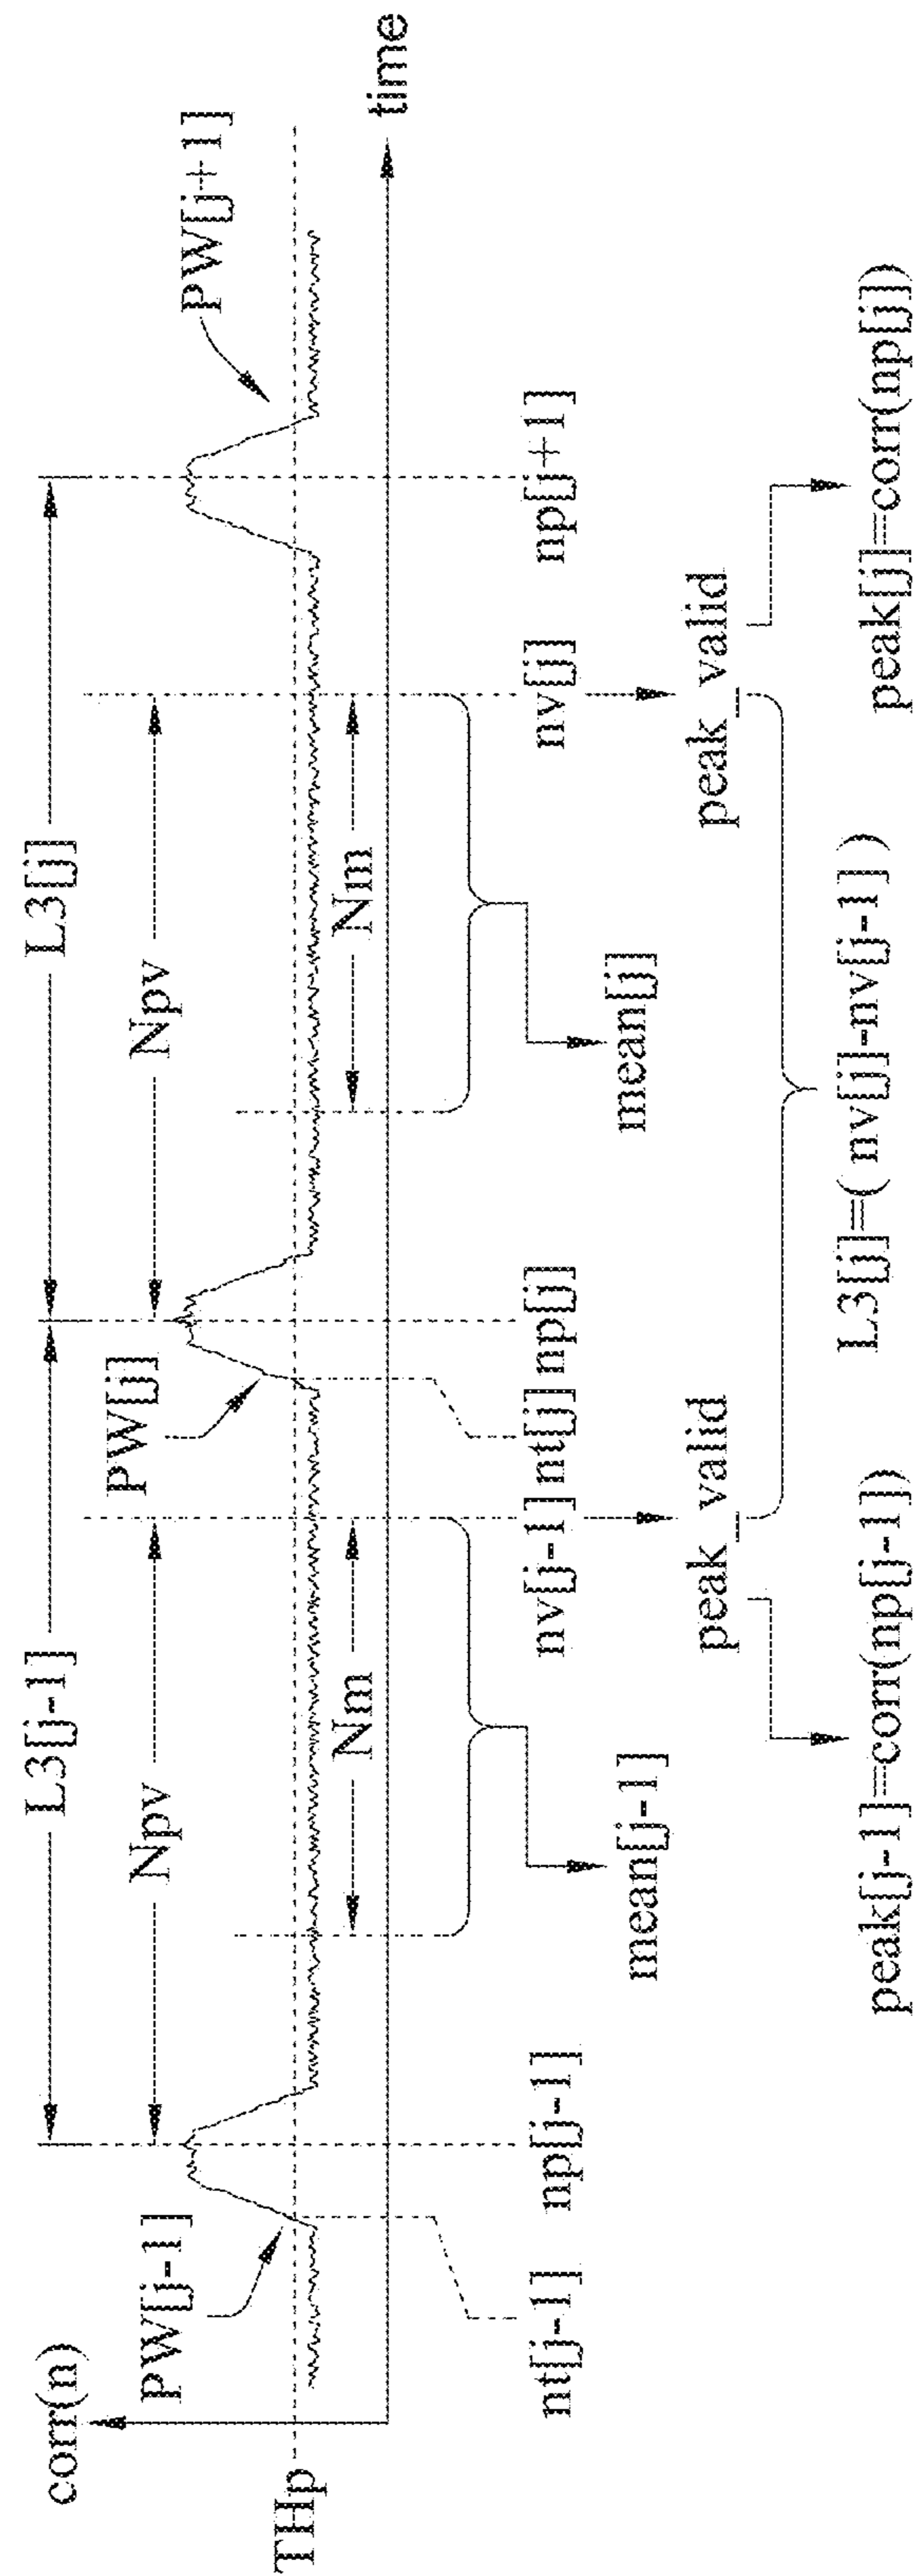 corr(n)
L3[j-1]
L3[j]
Npv
Npv
PW[j-1]
PW[j]
PW[j+1]
THp
Nm
Nm
time
nt[j-1]
np[j-1]
nv[j-1]
nt[j]
np[j]
nv[j]
np[j+1]
mean[j-1]
mean[j]
peak_valid
peak_valid
L3[j]=( nv[j]-nv[j-1] )
peak[j-1]=corr(np[j-1])
peak[j]=corr(np[j])